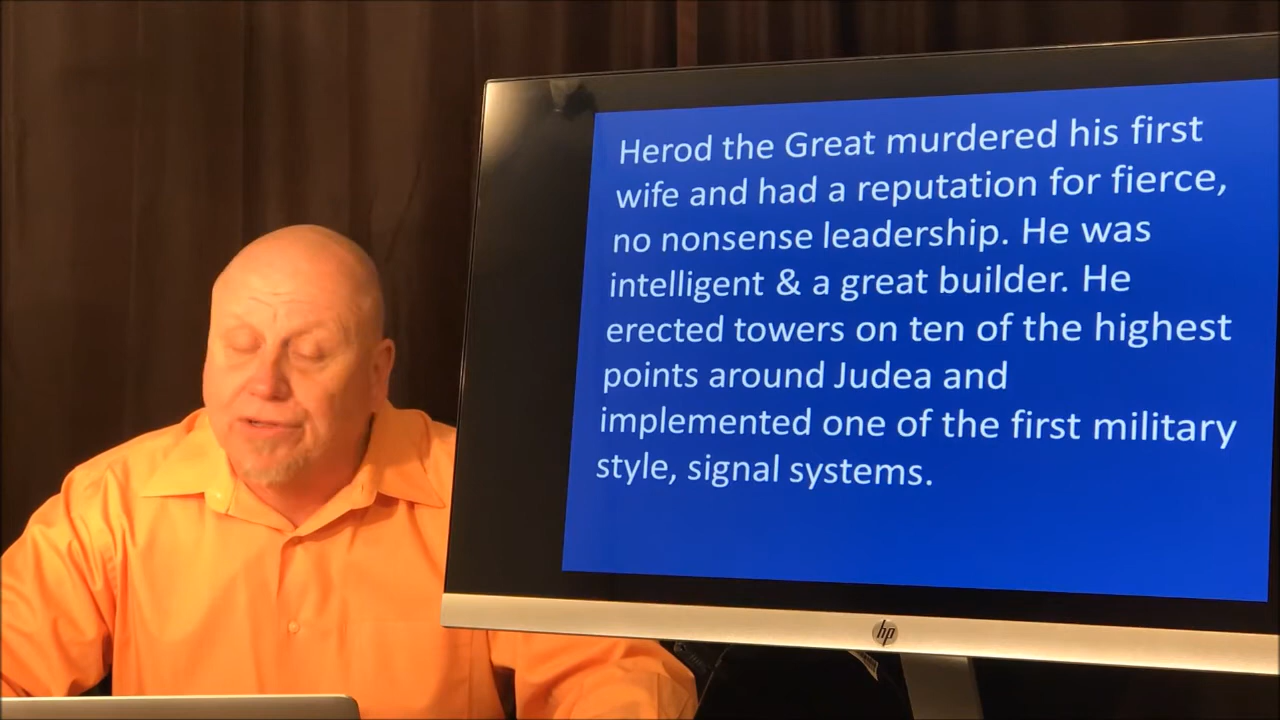 Herod the Great murdered his first
wife and had a reputation for fierce,
no nonsense leadership. He was
intelligent & a great builder. He
erected towers on ten of the highest
points around Judea and
implemented one of the first military
style, signal systems.
hp